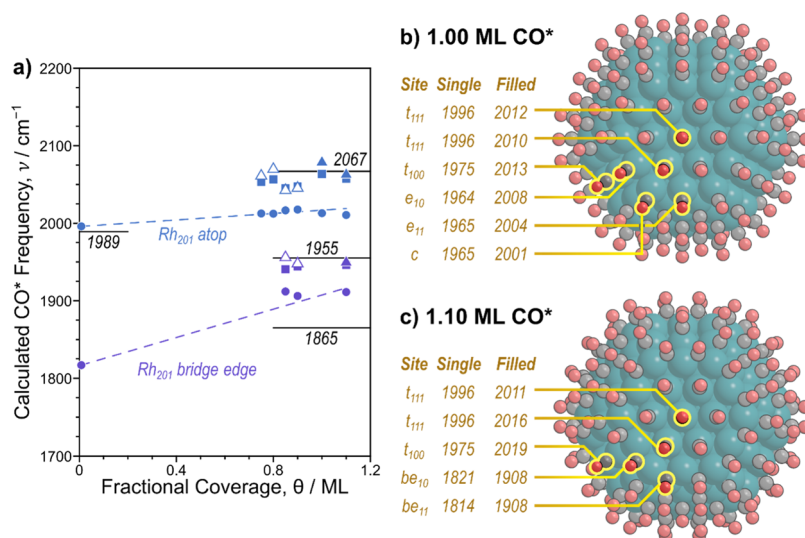 a)
2200
2100
2000
1900
1800
1700
Calculated CO* Frequency, ν / cm⁻¹
2067
1989
Rh₂₀₁ atop
1955
1865
Rh₂₀₁ bridge edge
0 0.4 0.8 1.2
Fractional Coverage, θ / ML
b) 1.00 ML CO*
Site Single Filled
t₁₁₁ 1996 2012
t₁₁₁ 1996 2010
t₁₀₀ 1975 2013
e₁₀ 1964 2008
e₁₁ 1965 2004
c 1965 2001
c) 1.10 ML CO*
Site Single Filled
t₁₁₁ 1996 2011
t₁₁₁ 1996 2016
t₁₀₀ 1975 2019
be₁₀ 1821 1908
be₁₁ 1814 1908